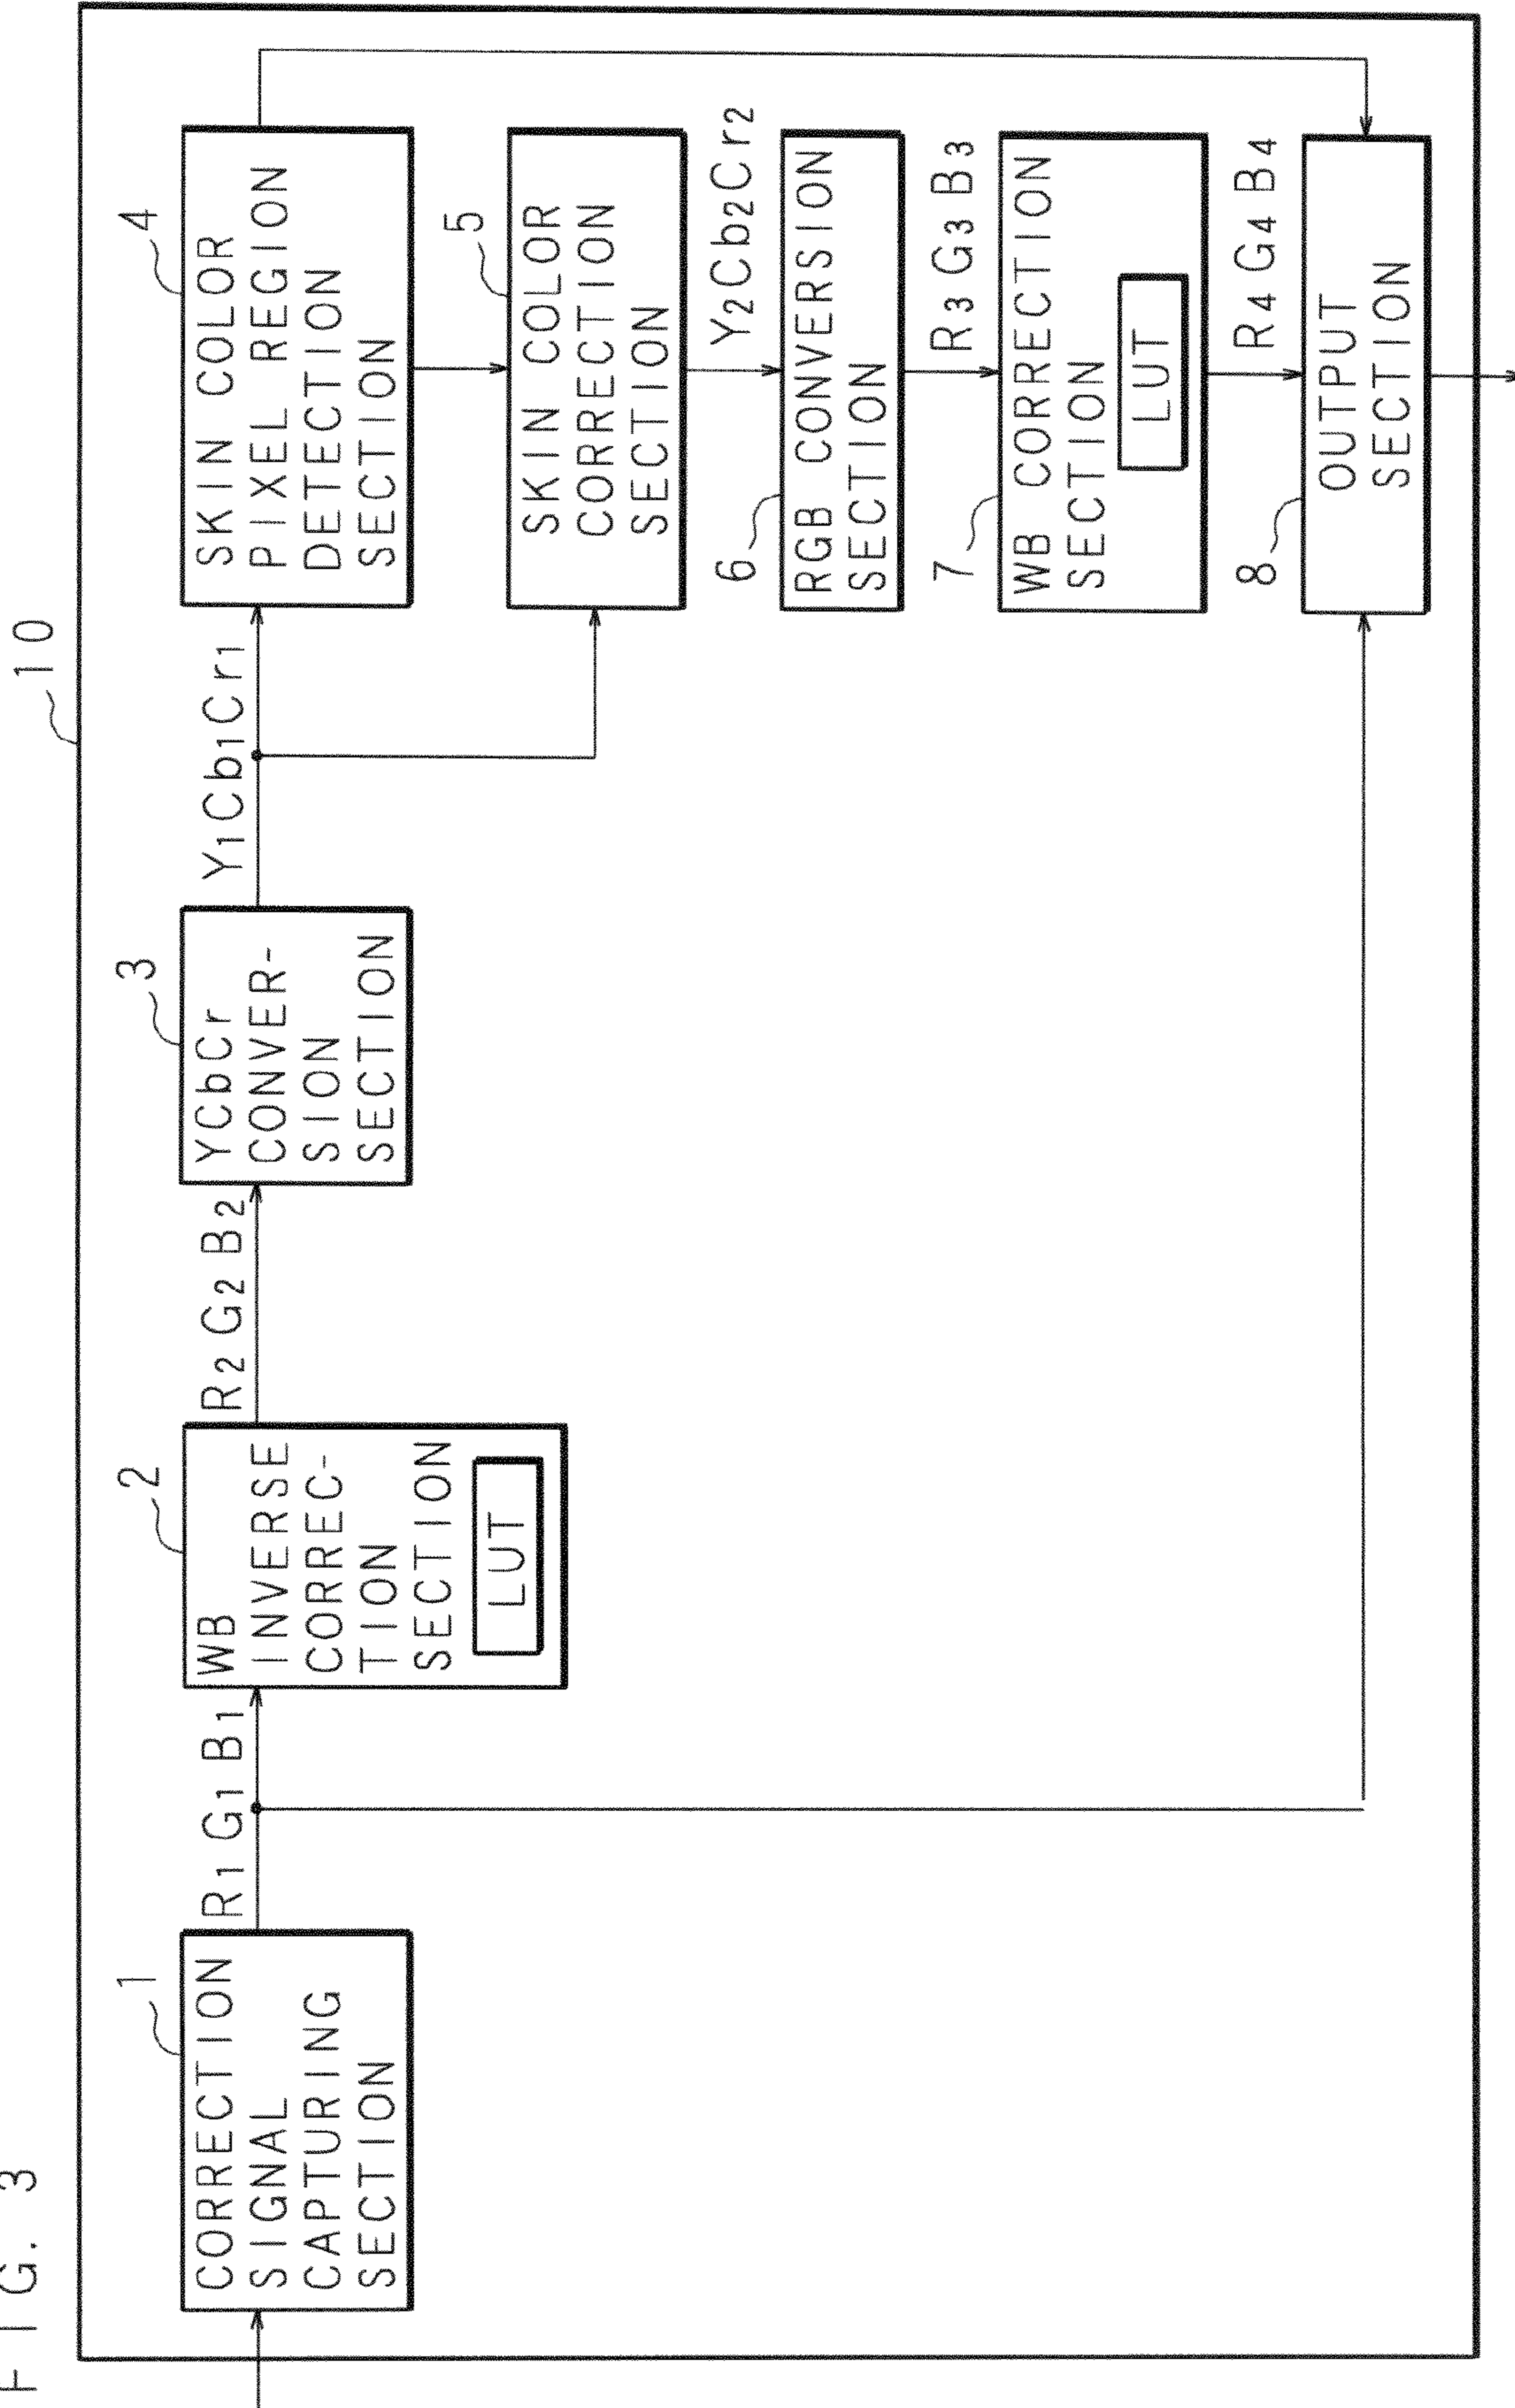 FIG. 3
10
1
CORRECTION
SIGNAL
CAPTURING
SECTION
R1 G1 B1
2
WB
INVERSE
CORREC-
TION
SECTION
LUT
R2 G2 B2
3
YCbCr
CONVER-
SION
SECTION
Y1Cb1Cr1
4
SKIN COLOR
PIXEL REGION
DETECTION
SECTION
5
SKIN COLOR
CORRECTION
SECTION
Y2Cb2Cr2
6
RGB CONVERSION
SECTION
R3 G3 B3
7
WB CORRECTION
SECTION
LUT
R4 G4 B4
8
OUTPUT
SECTION